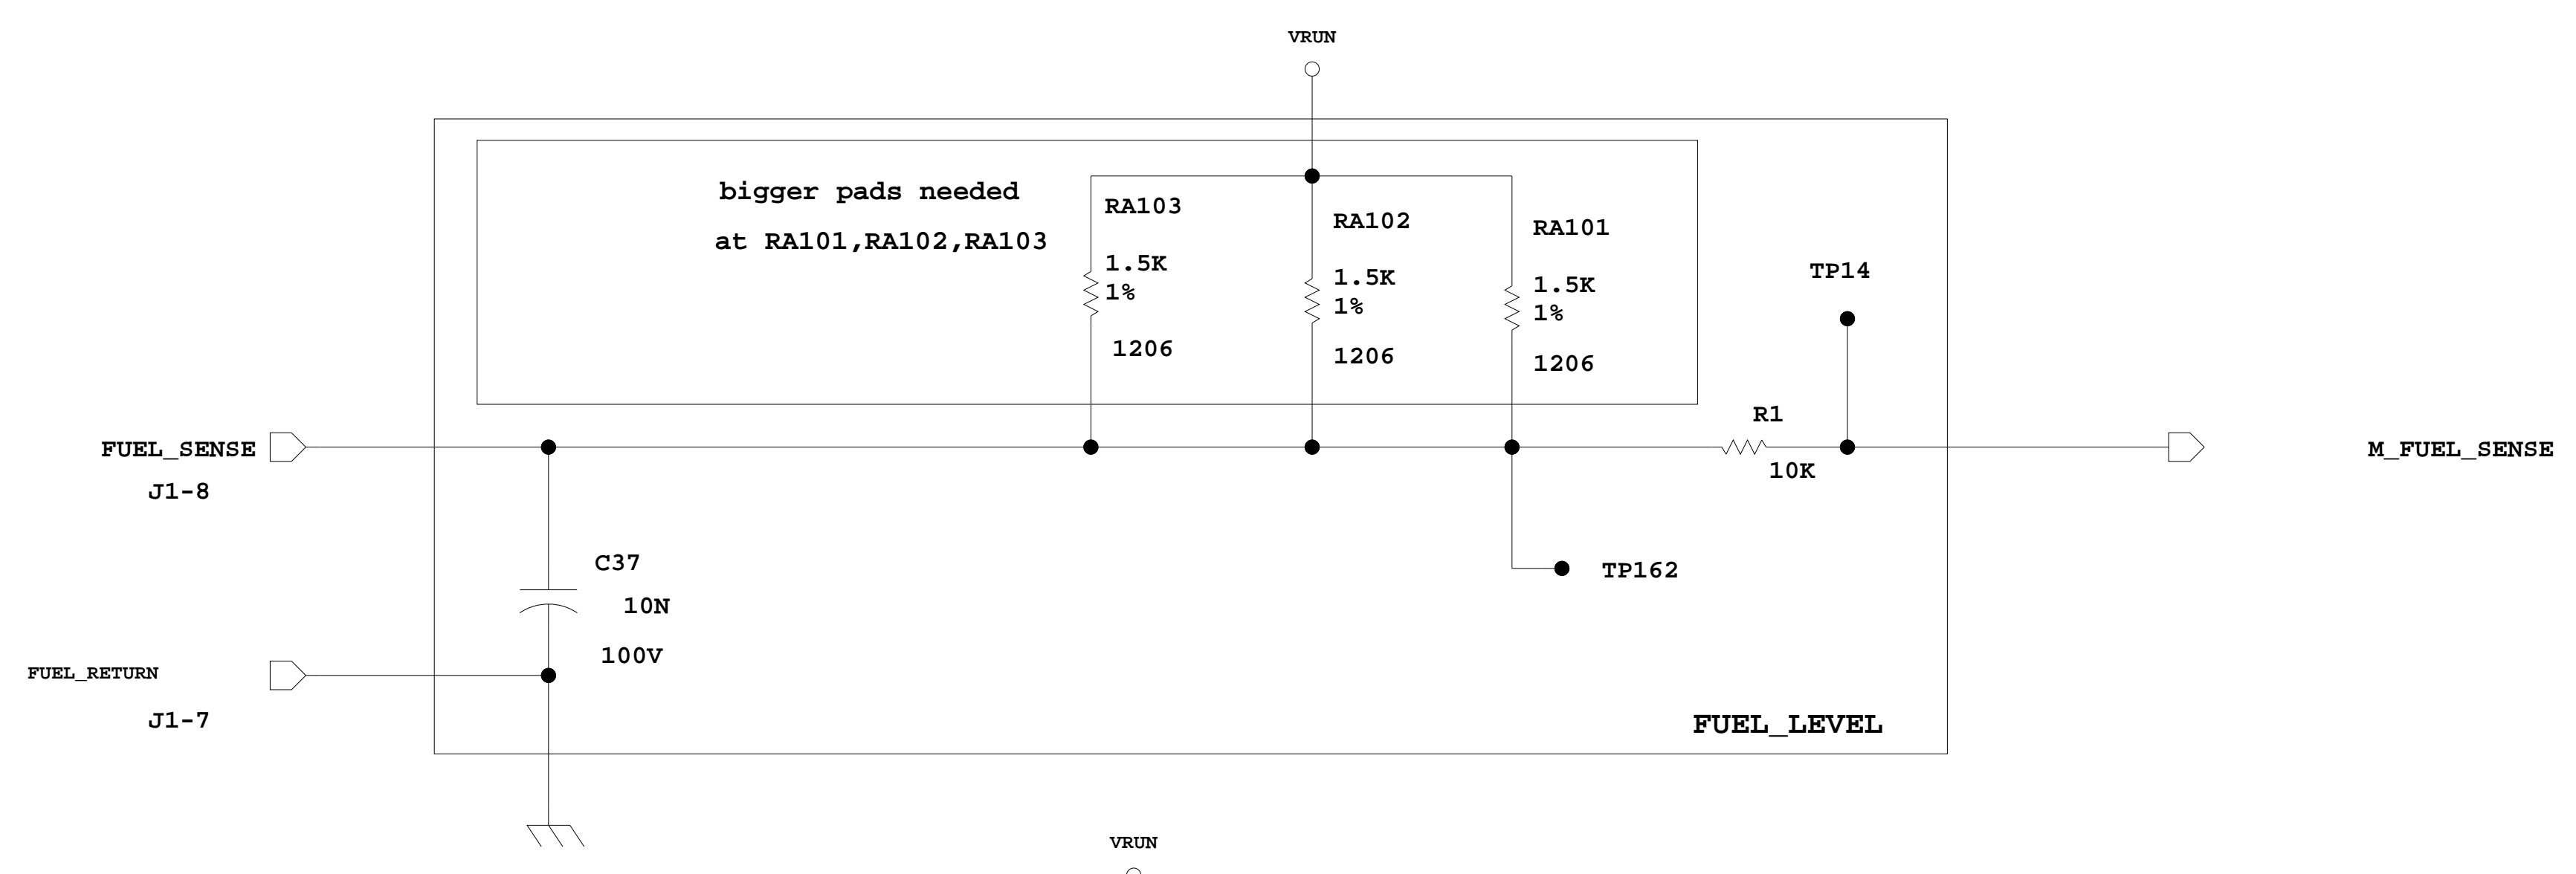 VRUN
bigger pads needed
at RA101,RA102,RA103
RA103
1.5K
1%
1206
RA102
1.5K
1%
1206
RA101
1.5K
1%
1206
TP14
R1
10K
FUEL_SENSE
J1-8
M_FUEL_SENSE
C37
10N
100V
TP162
FUEL_RETURN
J1-7
FUEL_LEVEL
VRUN